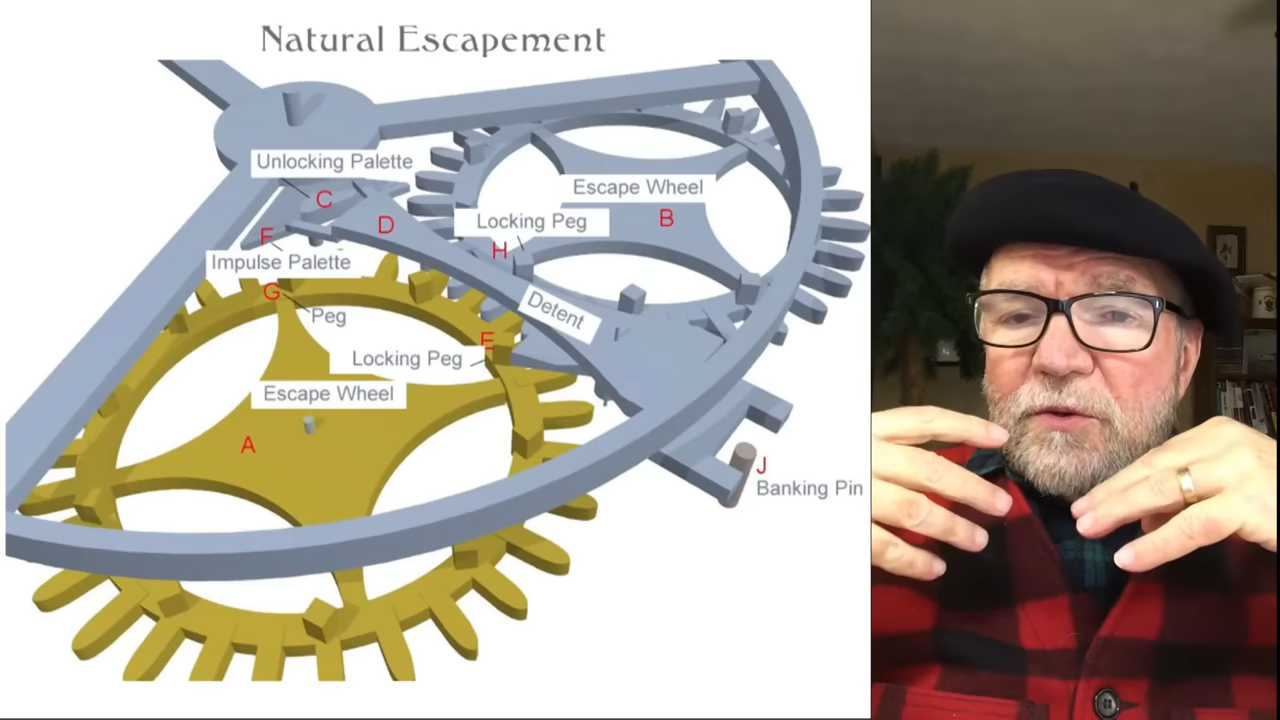 Natural Escapement
Unlocking Palette
C
Escape Wheel
D
B
Locking Peg
F
H
Impulse Palette
G
Detent
Peg
E
Locking Peg
Escape Wheel
A
J
Banking Pin